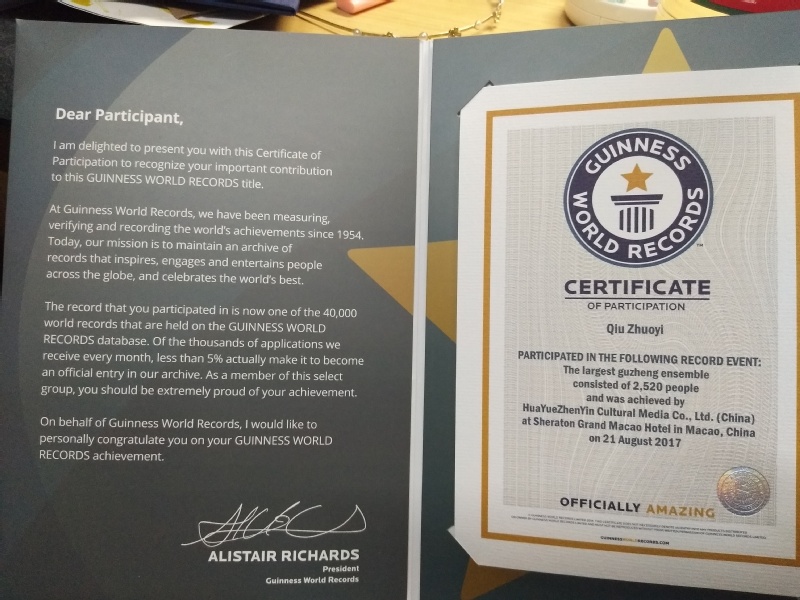 Dear Participant,
I am delighted to present you with this Certificate of
Participation to recognize your important contribution
to this GUINNESS WORLD RECORDS title.
At Guinness World Records, we have been measuring,
verifying and recording the world's achievements since 1954.
Today, our mission is to maintain an archive of
records that inspires, engages and entertains people
across the globe, and celebrates the world's best.
The record that you participated in is now one of the 40,000
world records that are held on the GUINNESS WORLD
RECORDS database. Of the thousands of applications we
receive every month, less than 5% actually make it to become
an official entry in our archive. As a member of this select
group, you should be extremely proud of your achievement.
On behalf of Guinness World Records, I would like to
personally congratulate you on your GUINNESS WORLD
RECORDS achievement.
ALISTAIR RICHARDS
President
Guinness World Records
GUINNESS
WORLD RECORDS
™
CERTIFICATE
OF PARTICIPATION
Qiu Zhuoyi
PARTICIPATED IN THE FOLLOWING RECORD EVENT:
The largest guzheng ensemble
consisted of 2,520 people
and was achieved by
HuaYueZhenYin Cultural Media Co., Ltd. (China)
at Sheraton Grand Macao Hotel in Macao, China
on 21 August 2017
OFFICIALLY AMAZING
GUINNESSWORLDRECORDS.COM